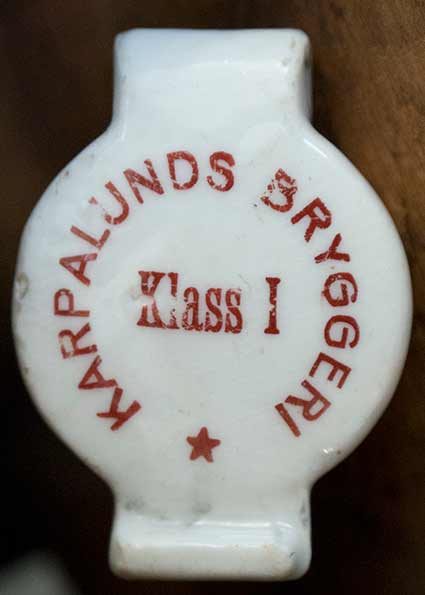 KARPALUNDS BRYGGERI
Klass I